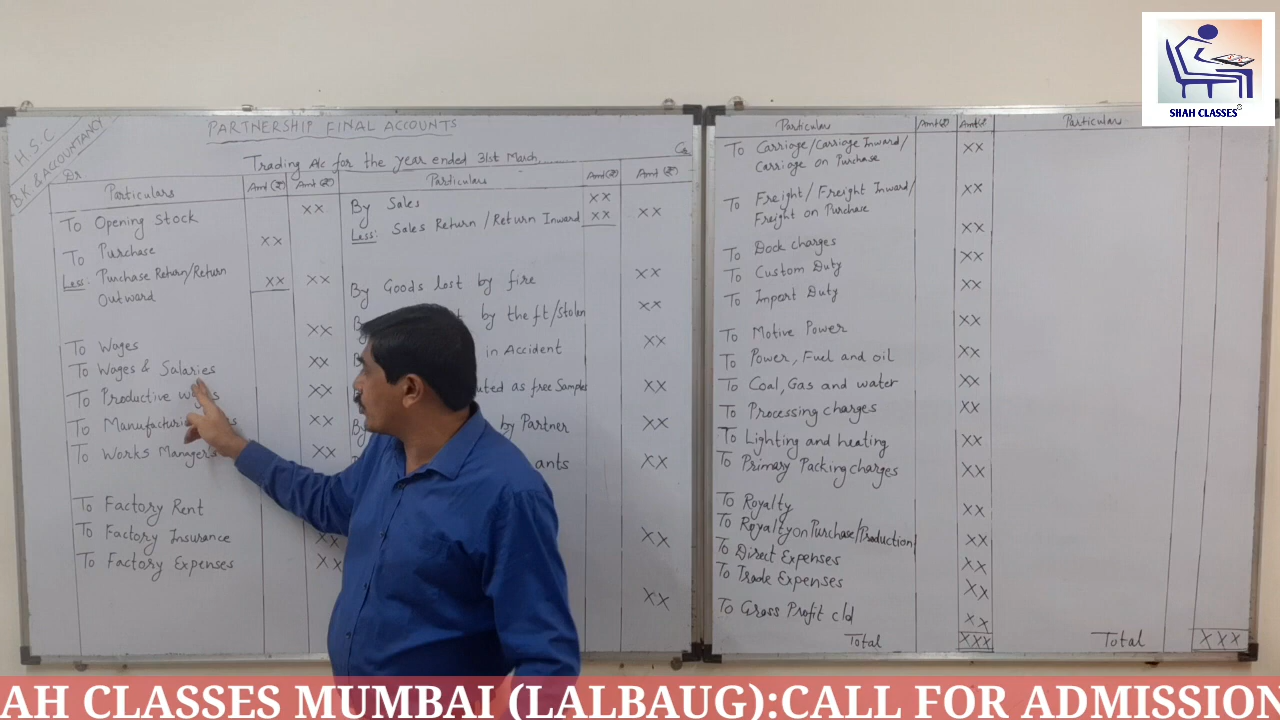 SHAH CLASSES
H.S.C
B.K. & ACCOUNTANCY
PARTNERSHIP FINAL ACCOUNTS
Trading A/c for the year ended 31st March
Dr
Cr
Particulars Amt(₹) Amt(₹) Particulars Amt(₹) Amt(₹)
To Opening Stock xx
To Purchase xx
Less: Purchase Return/Return xx xx
Outward
To Wages xx
To Wages & Salaries xx
To Productive xx
To xx
To Works xx
To Factory Rent
To Factory Insurance xx
To Factory Expenses xx
By Sales xx
Less: Sales Return/Return Inward xx xx
By Goods lost by fire xx
by theft/Stolen xx
in Accident xx
as free Samples xx
By by Partner xx
xx
xx
xx
Particulars Amt(₹) Amt(₹) Particulars
To Carriage/Carriage Inward/ xx
Carriage on Purchase
To Freight/Freight Inward/ xx
Freight on Purchase
xx
To Dock charges xx
To Custom Duty
To Import Duty xx
To Motive Power xx
To Power, Fuel and oil xx
To Coal, Gas and water xx
To Processing charges xx
To Lighting and heating xx
To Primary Packing charges xx
To Royalty xx
To Royalty on Purchase/Production xx
To Direct Expenses xx
To Trade Expenses xx
To Gross Profit c/d xx
Total xxx Total xxx
AH CLASSES MUMBAI (LALBAUG):CALL FOR ADMISSION